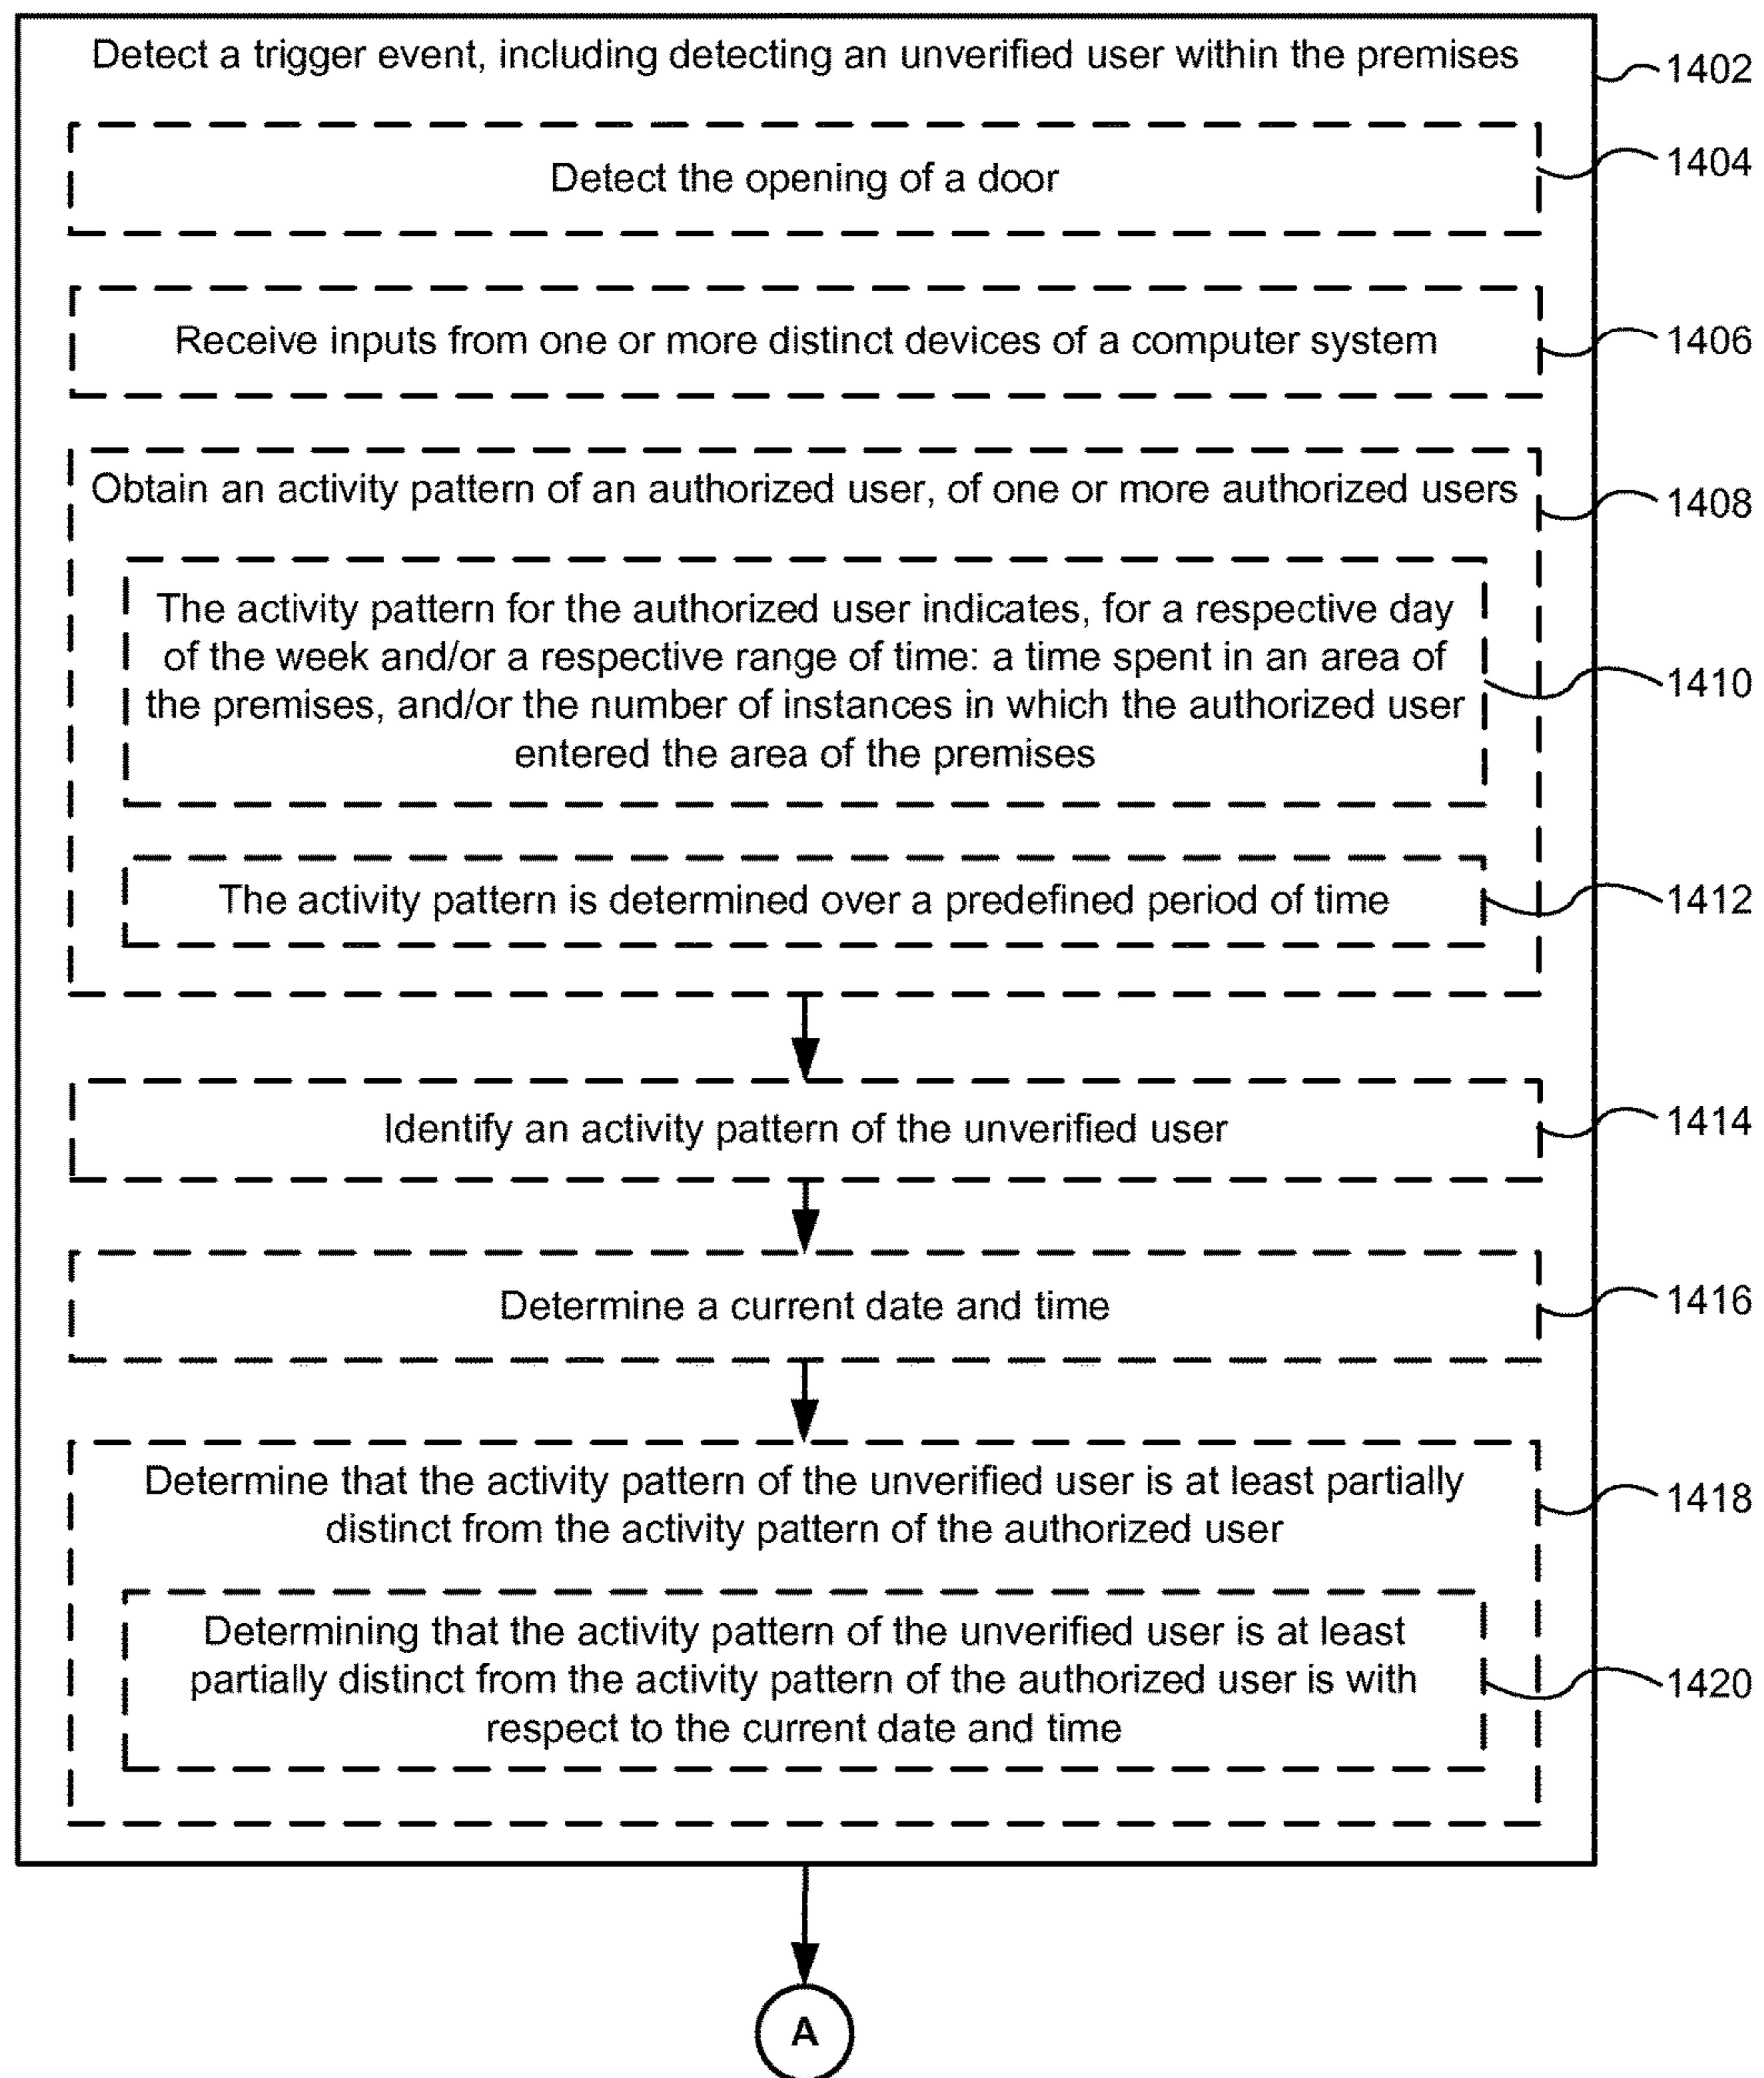 Detect a trigger event, including detecting an unverified user within the premises
1402
Detect the opening of a door
1404
Receive inputs from one or more distinct devices of a computer system
1406
Obtain an activity pattern of an authorized user, of one or more authorized users
1408
The activity pattern for the authorized user indicates, for a respective day
of the week and/or a respective range of time: a time spent in an area of
the premises, and/or the number of instances in which the authorized user
entered the area of the premises
1410
The activity pattern is determined over a predefined period of time
1412
Identify an activity pattern of the unverified user
1414
Determine a current date and time
1416
Determine that the activity pattern of the unverified user is at least partially
distinct from the activity pattern of the authorized user
1418
Determining that the activity pattern of the unverified user is at least
partially distinct from the activity pattern of the authorized user is with
respect to the current date and time
1420
A